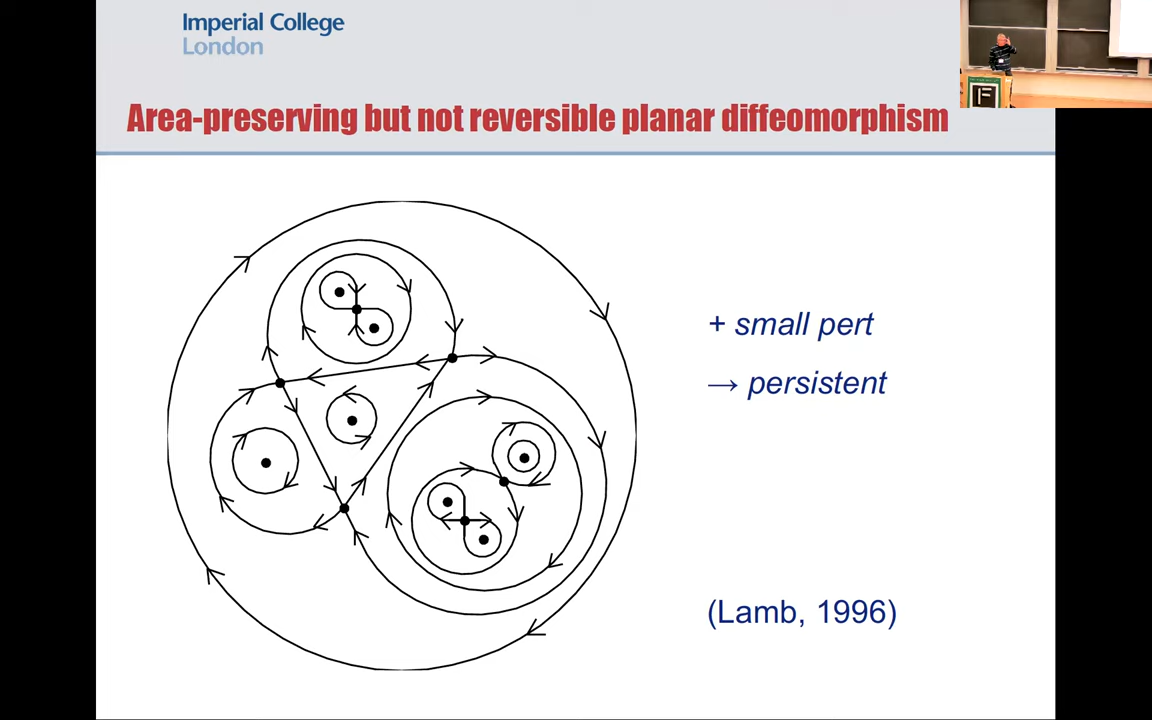 Imperial College
London
Area-preserving but not reversible planar diffeomorphism
+ small pert
→ persistent
(Lamb, 1996)